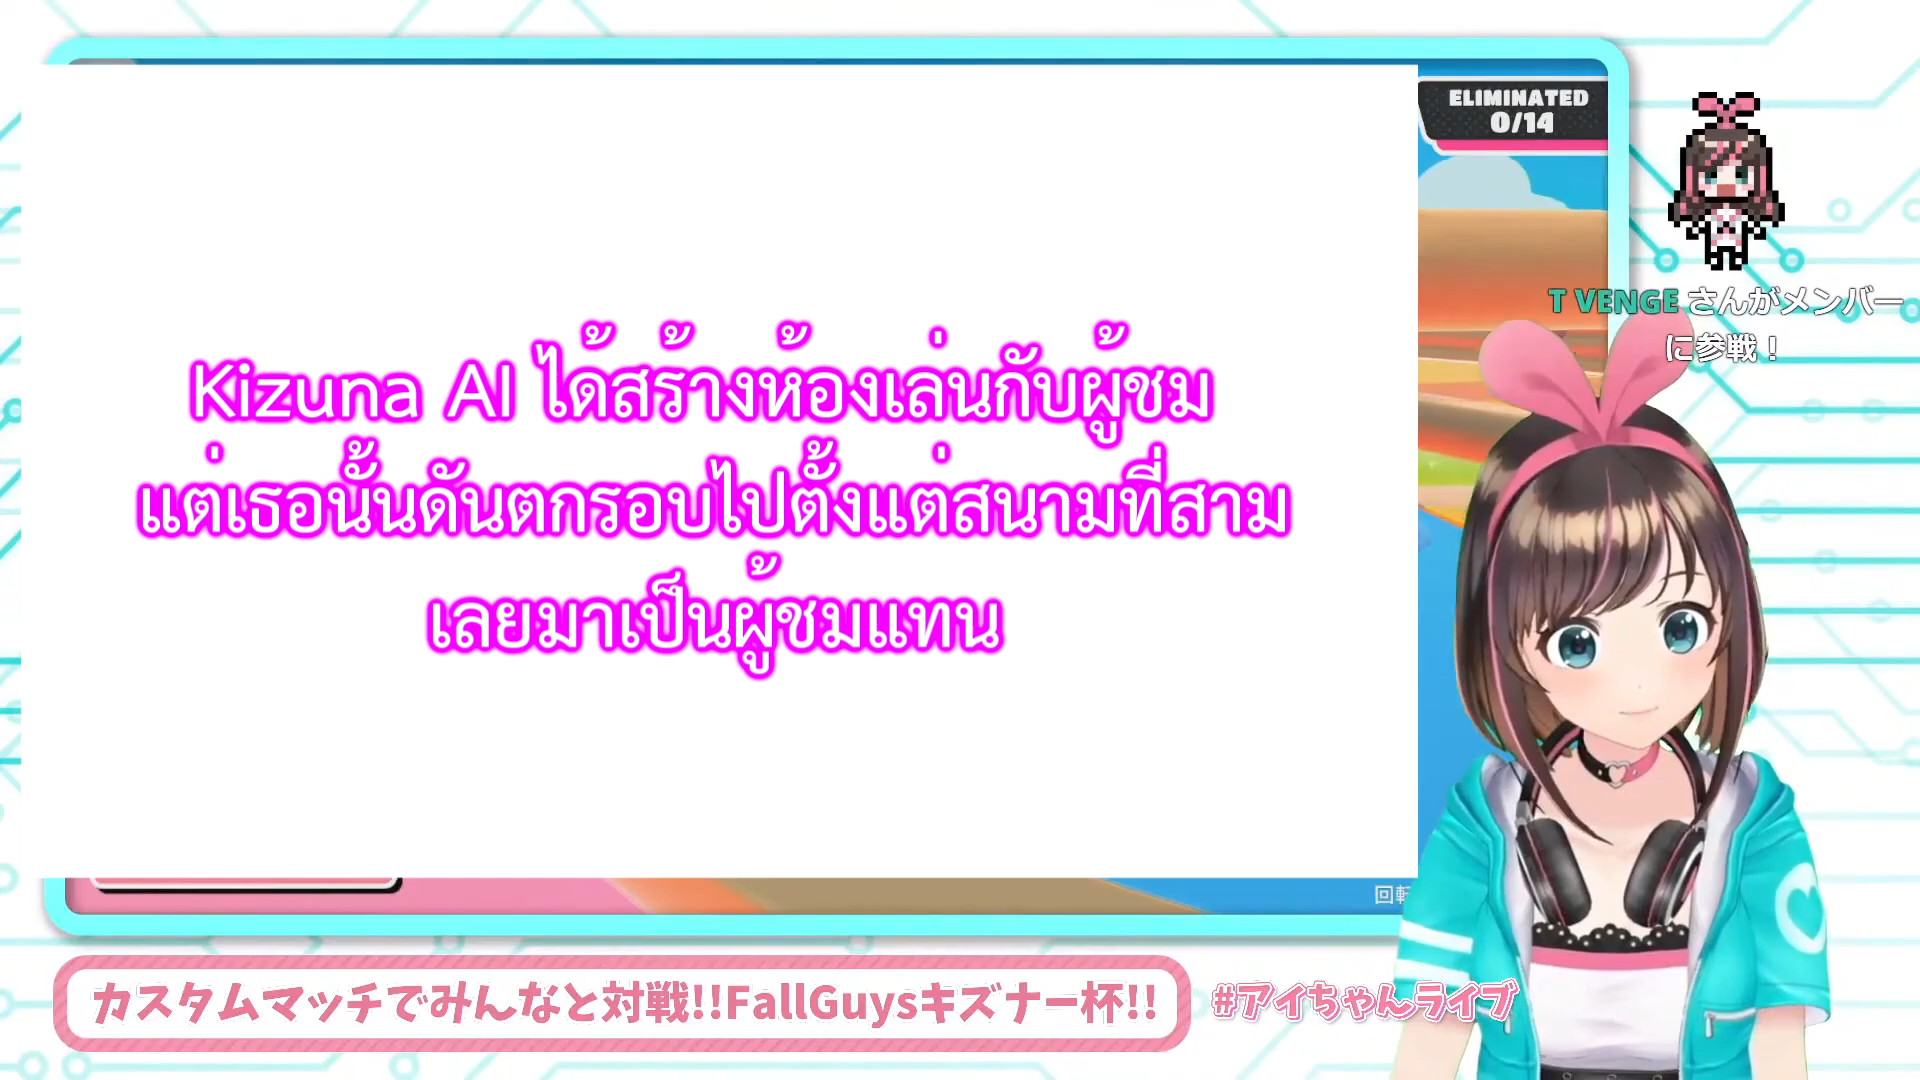 ELIMINATED
0/14
T VENGE さんがメンバー
に参戦!
Kizuna AI ได้สร้างห้องเล่นกับผู้ชม
แต่เธอนั้นดันตกรอบไปตั้งแต่สนามที่สาม
เลยมาเป็นผู้ชมแทน
回転
カスタムマッチでみんなと対戦!!FallGuysキズナー杯!!
#アイちゃんライブ